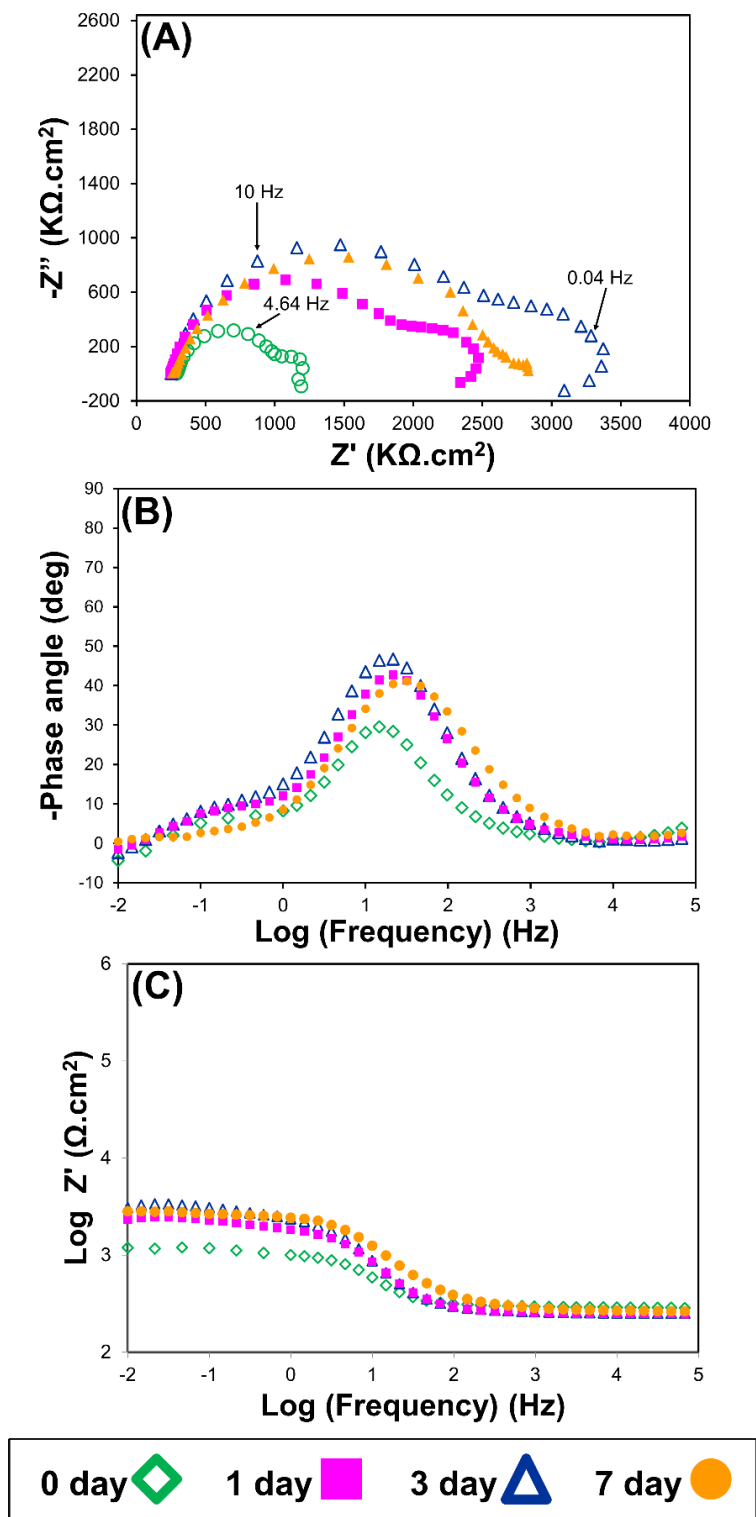 (A)
2600
2200
1800
1400
1000
600
200
-200
-Z” (KΩ.cm²)
10 Hz
0.04 Hz
4.64 Hz
0 500 1000 1500 2000 2500 3000 3500 4000
Z' (KΩ.cm²)
(B)
90
80
70
60
50
40
30
20
10
0
-10
-Phase angle (deg)
-2 -1 0 1 2 3 4 5
Log (Frequency) (Hz)
(C)
6
5
4
3
2
Log Z' (Ω.cm²)
-2 -1 0 1 2 3 4 5
Log (Frequency) (Hz)
0 day 1 day 3 day 7 day